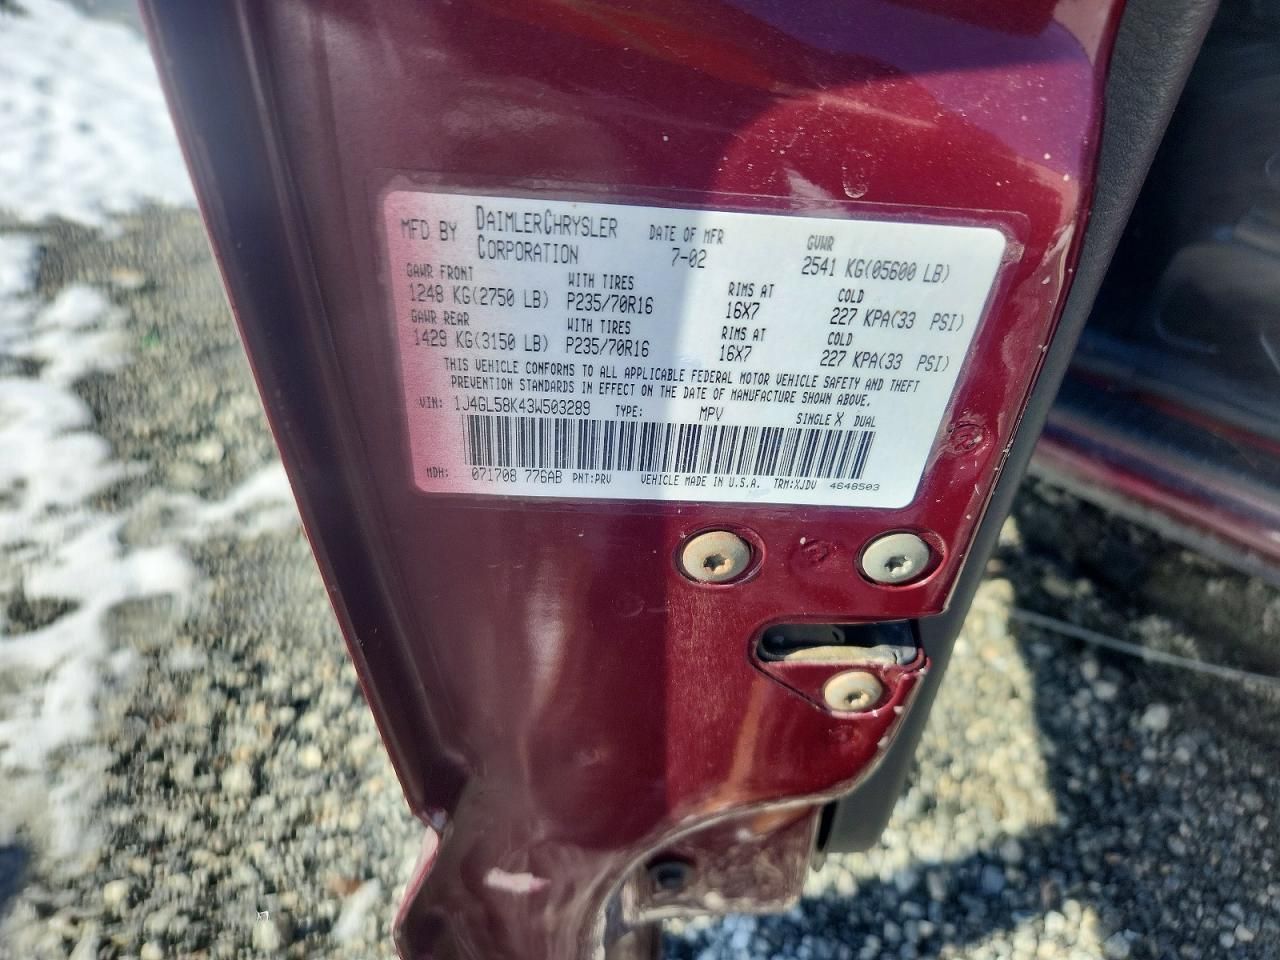 MFD BY DAIMLERCHRYSLER CORPORATION DATE OF MFR 7-02 GVWR 2541 KG(05600 LB)
GAWR FRONT WITH TIRES RIMS AT COLD
1248 KG(2750 LB) P235/70R16 16X7 227 KPA(33 PSI)
GAWR REAR WITH TIRES RIMS AT COLD
1429 KG(3150 LB) P235/70R16 16X7 227 KPA(33 PSI)
THIS VEHICLE CONFORMS TO ALL APPLICABLE FEDERAL MOTOR VEHICLE SAFETY AND THEFT
PREVENTION STANDARDS IN EFFECT ON THE DATE OF MANUFACTURE SHOWN ABOVE.
VIN: 1J4GL58K43W503289 TYPE: MPV SINGLE X DUAL
MDH: 071708 776AB PNT:PRV VEHICLE MADE IN U.S.A. TRM:XJDV 4648503